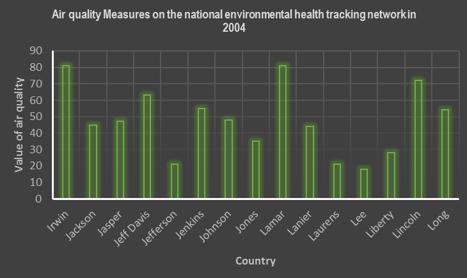 Air quality Measures on the national environmental health tracking network in
2004
Value of air quality
90
80
70
60
50
40
30
20
10
0
Irwin
Jackson
Jasper
Jeff Davis
Jefferson
Jenkins
Johnson
Jones
Lamar
Lanier
Laurens
Lee
Liberty
Lincoln
Long
Country